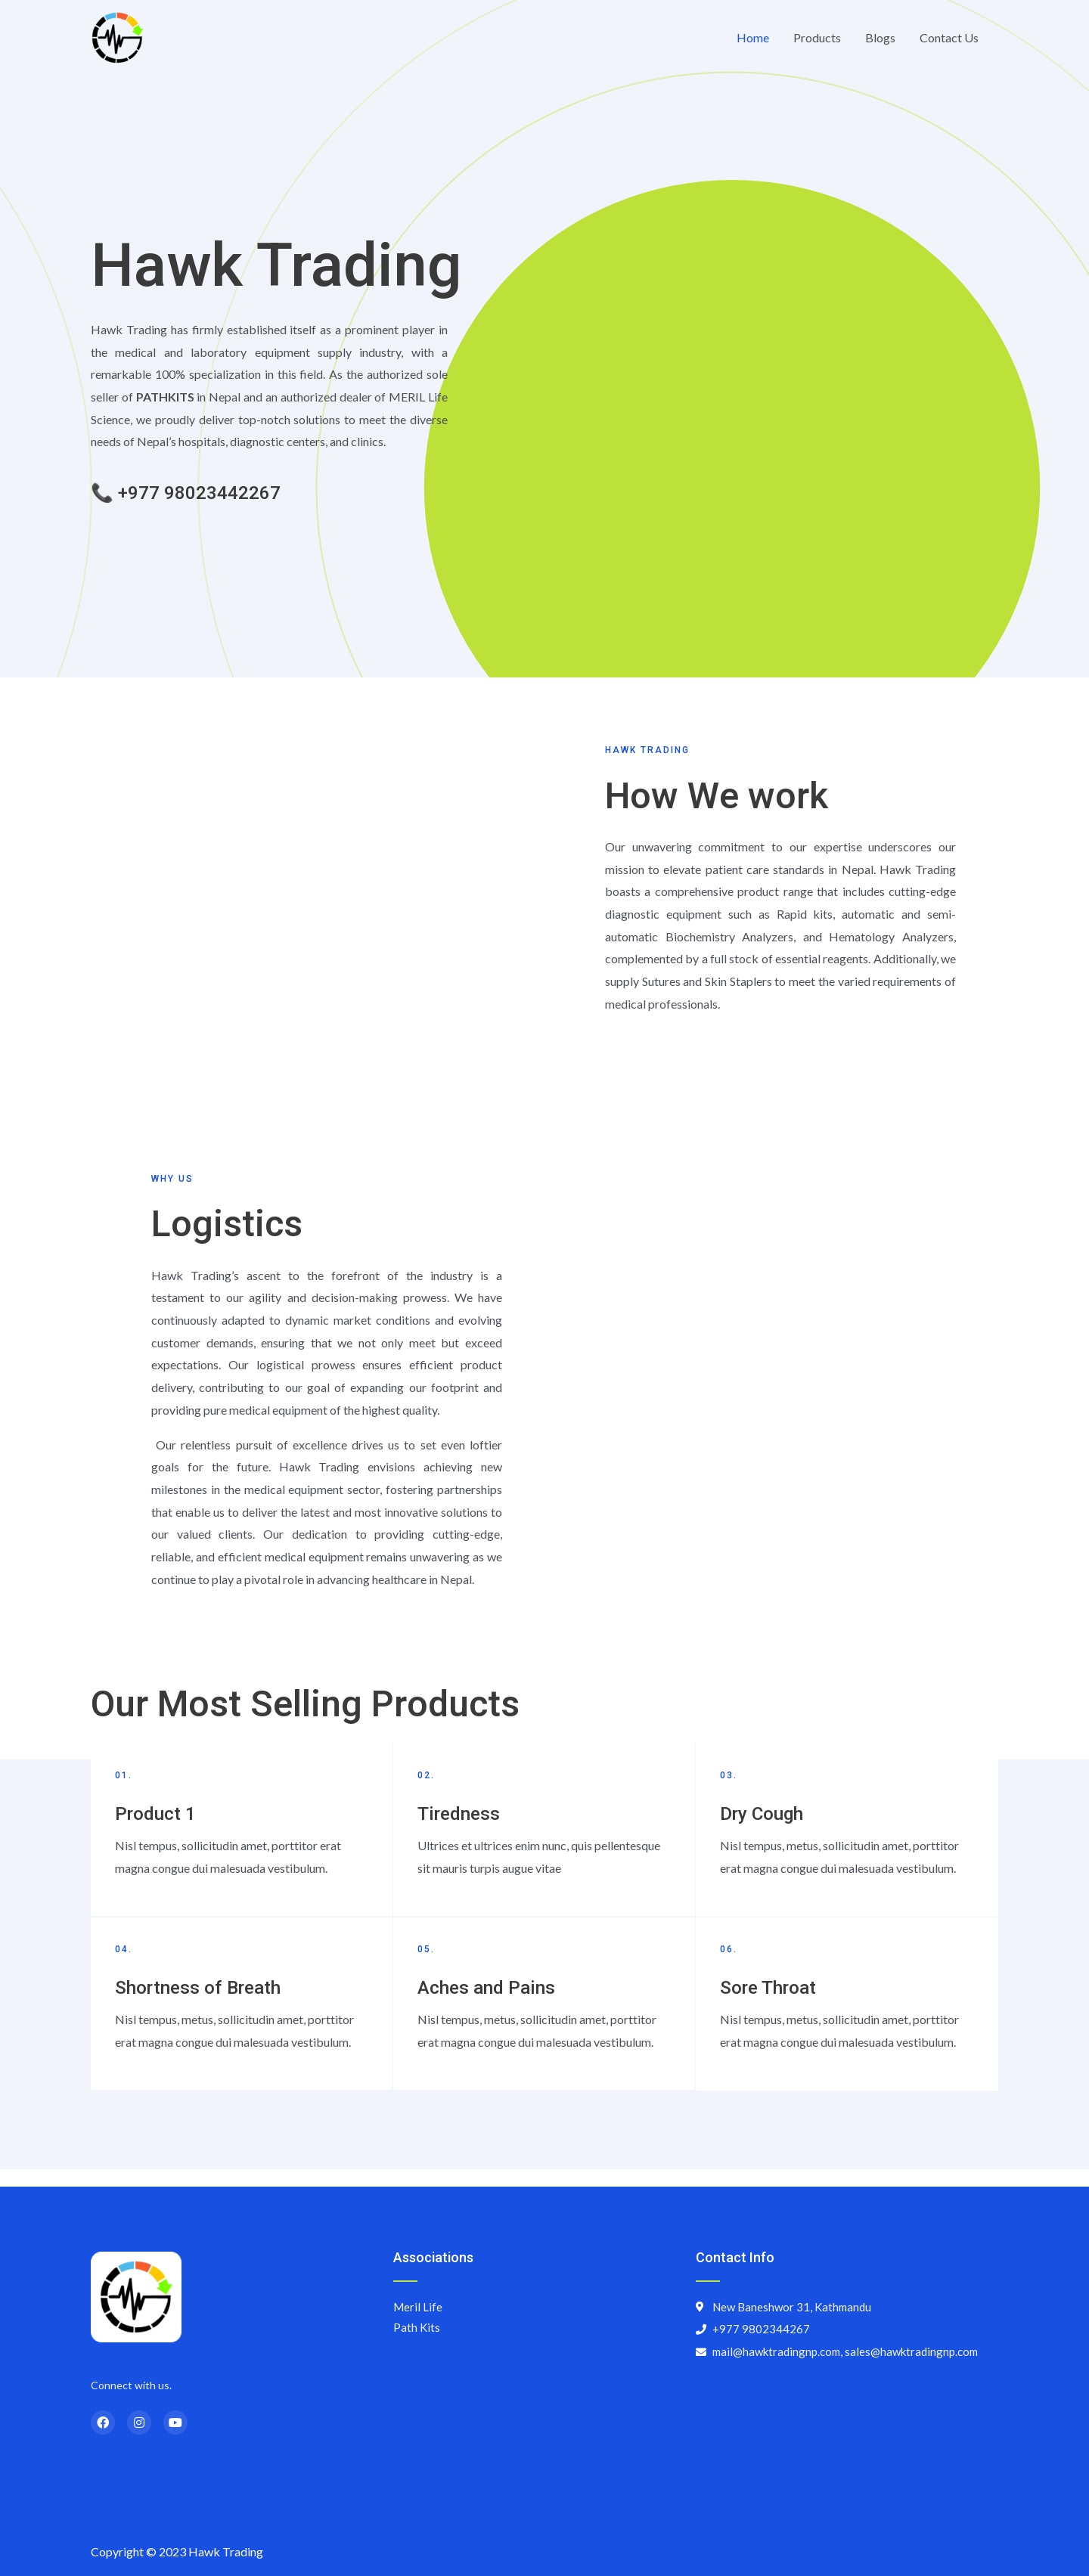 Home
Products
Blogs
Contact Us
Hawk Trading
Hawk Trading has firmly established itself as a prominent player in
the medical and laboratory equipment supply industry, with a
remarkable 100% specialization in this field. As the authorized sole
seller of PATHKITS in Nepal and an authorized dealer of MERIL Life
Science, we proudly deliver top-notch solutions to meet the diverse
needs of Nepal’s hospitals, diagnostic centers, and clinics.
📞 +977 98023442267
HAWK TRADING
How We work
Our unwavering commitment to our expertise underscores our
mission to elevate patient care standards in Nepal. Hawk Trading
boasts a comprehensive product range that includes cutting-edge
diagnostic equipment such as Rapid kits, automatic and semi-
automatic Biochemistry Analyzers, and Hematology Analyzers,
complemented by a full stock of essential reagents. Additionally, we
supply Sutures and Skin Staplers to meet the varied requirements of
medical professionals.
WHY US
Logistics
Hawk Trading’s ascent to the forefront of the industry is a
testament to our agility and decision-making prowess. We have
continuously adapted to dynamic market conditions and evolving
customer demands, ensuring that we not only meet but exceed
expectations. Our logistical prowess ensures efficient product
delivery, contributing to our goal of expanding our footprint and
providing pure medical equipment of the highest quality.
Our relentless pursuit of excellence drives us to set even loftier
goals for the future. Hawk Trading envisions achieving new
milestones in the medical equipment sector, fostering partnerships
that enable us to deliver the latest and most innovative solutions to
our valued clients. Our dedication to providing cutting-edge,
reliable, and efficient medical equipment remains unwavering as we
continue to play a pivotal role in advancing healthcare in Nepal.
Our Most Selling Products
01.
Product 1
Nisl tempus, sollicitudin amet, porttitor erat
magna congue dui malesuada vestibulum.
02.
Tiredness
Ultrices et ultrices enim nunc, quis pellentesque
sit mauris turpis augue vitae
03.
Dry Cough
Nisl tempus, metus, sollicitudin amet, porttitor
erat magna congue dui malesuada vestibulum.
04.
Shortness of Breath
Nisl tempus, metus, sollicitudin amet, porttitor
erat magna congue dui malesuada vestibulum.
05.
Aches and Pains
Nisl tempus, metus, sollicitudin amet, porttitor
erat magna congue dui malesuada vestibulum.
06.
Sore Throat
Nisl tempus, metus, sollicitudin amet, porttitor
erat magna congue dui malesuada vestibulum.
Connect with us.
Associations
Meril Life
Path Kits
Contact Info
New Baneshwor 31, Kathmandu
+977 9802344267
mail@hawktradingnp.com, sales@hawktradingnp.com
Copyright © 2023 Hawk Trading